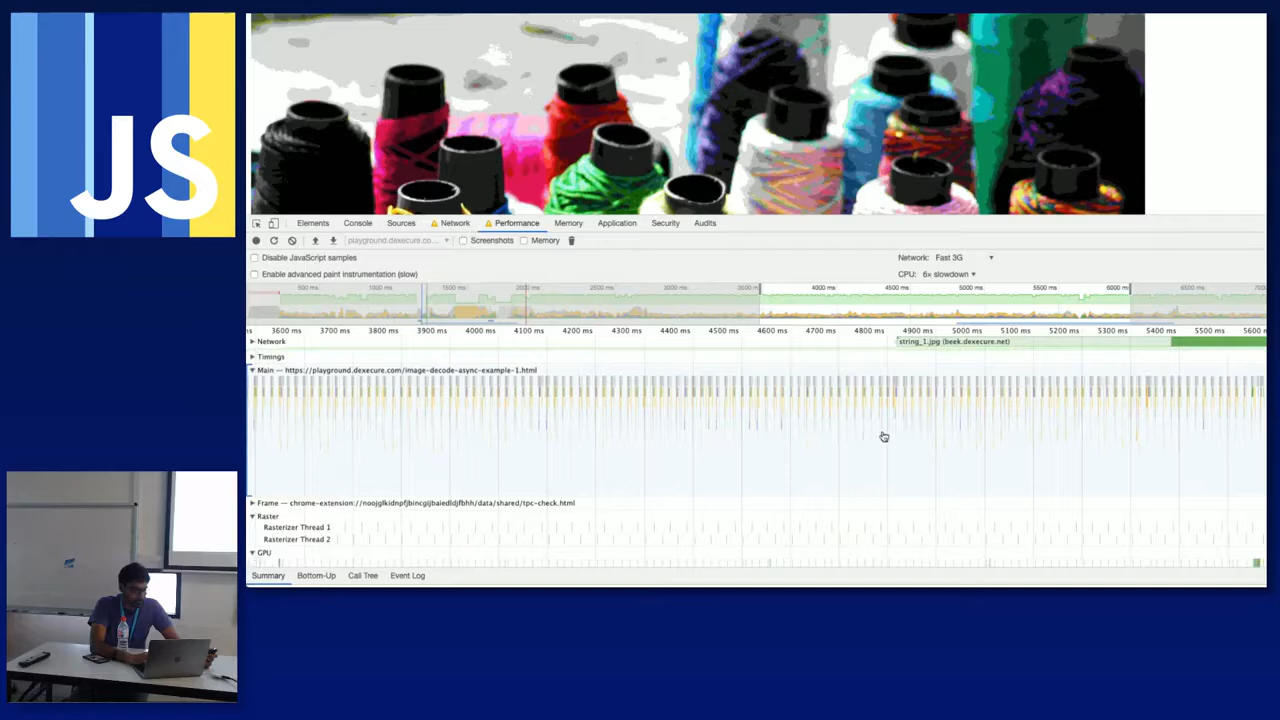 JS
Elements Console Sources Network Performance Memory Application Security Audits
playground.dexecure.co... Screenshots Memory
Disable JavaScript samples Network: Fast 3G
Enable advanced paint instrumentation (slow) CPU: 6x slowdown
500 ms 1000 ms 1500 ms 2000 ms 2500 ms 3000 ms 4000 ms 4500 ms 5000 ms 5500 ms 6000 ms 6500 ms
3600 ms 3700 ms 3800 ms 3900 ms 4000 ms 4100 ms 4200 ms 4300 ms 4400 ms 4500 ms 4600 ms 4700 ms 4800 ms 4900 ms 5000 ms 5100 ms 5200 ms 5300 ms 5400 ms 5500 ms
Network string_1.jpg (beek.dexecure.net)
Timings
Main — https://playground.dexecure.com/image-decode-async-example-1.html
Frame — chrome-extension://noojglkidnpfjbincgijbaiedldjfbhh/data/shared/tpc-check.html
Raster
Rasterizer Thread 1
Rasterizer Thread 2
GPU
Summary Bottom-Up Call Tree Event Log